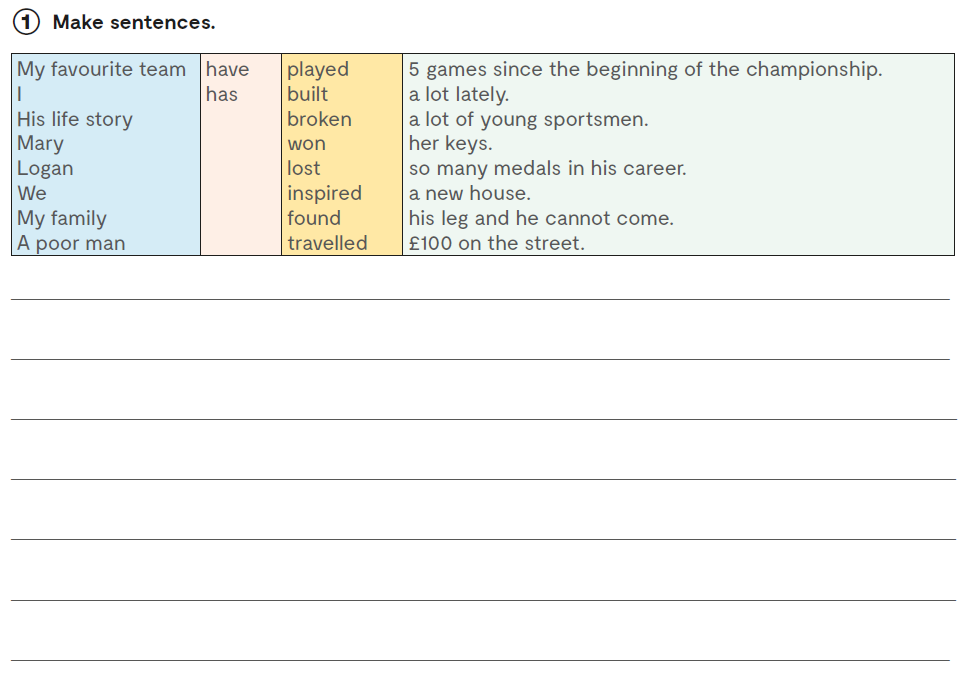 1 Make sentences.
My favourite team have played 5 games since the beginning of the championship.
I has built a lot lately.
His life story broken a lot of young sportsmen.
Mary won her keys.
Logan lost so many medals in his career.
We inspired a new house.
My family found his leg and he cannot come.
A poor man travelled £100 on the street.